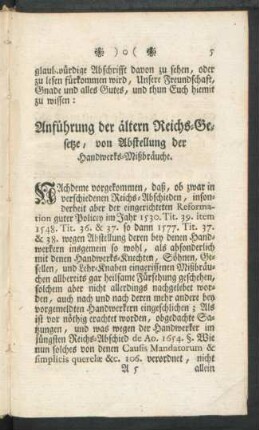 )o( 5
glaubwürdige Abschrifft davon zu sehen, oder
zu lesen fürkommen wird, Unsere Freundschaft,
Gnade und alles Gutes, und thun Euch hiemit
zu wissen:
Anführung der ältern Reichs-Ge-
setze, von Abstellung der
Handwerks-Mißbräuche.
NAchdeme vorgekommen, daß, ob zwar in
verschiedenen Reichs-Abschieden, inson-
derheit aber der eingerichteten Reforma-
tion guter Policey im Jahr 1530. Tit. 39. item
1548. Tit. 36. & 37. so dann 1577. Tit. 37.
& 38. wegen Abstellung deren bey denen Hand-
werckern insgemein so wohl, als absonderlich
mit denen Handwercks-Knechten, Söhnen, Ge-
sellen, und Lehr-Knaben eingerissenen Mißbräu-
chen allbereits gar heilsame Fürsehung geschehen,
solchem aber nicht allerdings nachgelebet wor-
den, auch nach und nach deren mehr andere bey
vorgemeldten Handwerckern eingeschlichen; Als
ist vor nöthig erachtet worden, obgedachte Sa-
tzungen, und was wegen der Handwercker im
jüngsten Reichs-Abschied de Ao. 1654. §. Wie
nun solches von denen Causis Mandatorum &
simplicis querelæ &c. 106. verordnet, nicht
A 5 allein